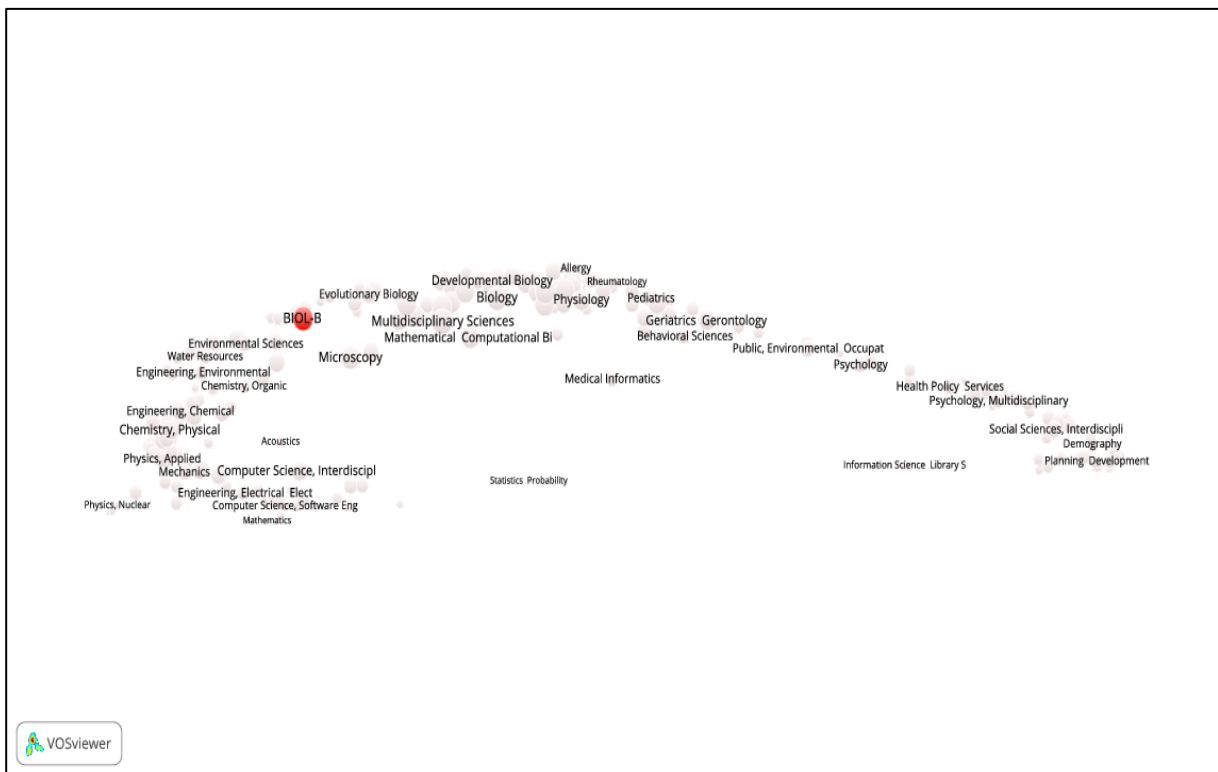 Allergy
Developmental Biology
Rheumatology
Evolutionary Biology
Biology
Physiology
Pediatrics
BIOL-B
Multidisciplinary Sciences
Geriatrics Gerontology
Mathematical Computational Bi
Behavioral Sciences
Environmental Sciences
Public, Environmental Occupat
Water Resources
Microscopy
Psychology
Engineering, Environmental
Medical Informatics
Chemistry, Organic
Health Policy Services
Psychology, Multidisciplinary
Engineering, Chemical
Chemistry, Physical
Social Sciences, Interdiscipli
Acoustics
Demography
Physics, Applied
Planning Development
Information Science Library S
Mechanics
Computer Science, Interdiscipl
Statistics Probability
Engineering, Electrical Elect
Physics, Nuclear
Computer Science, Software Eng
Mathematics
VOSviewer